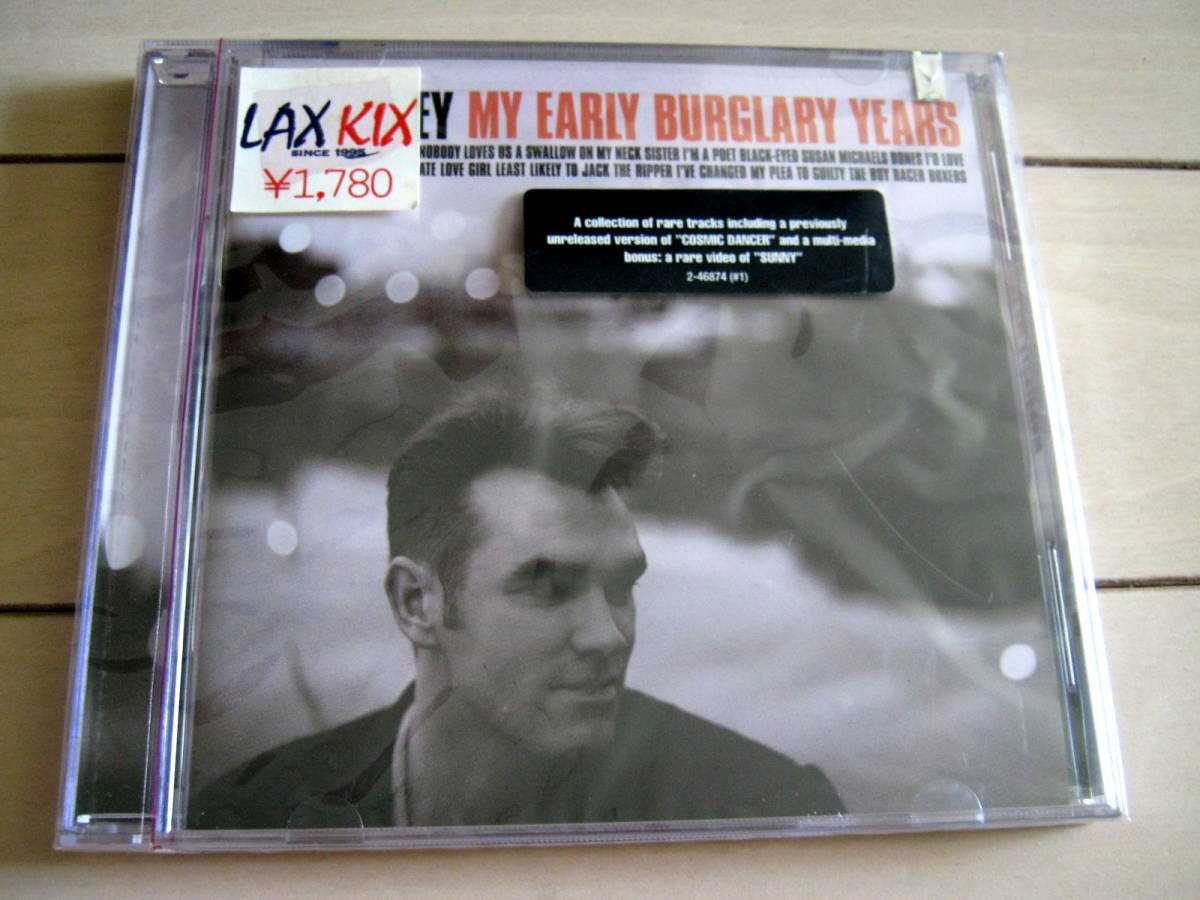 LAX KIX
SINCE 1995
¥1,780
EY MY EARLY BURGLARY YEARS
NOBODY LOVES US A SWALLOW ON MY NECK SISTER I'M A POET BLACK-EYED SUSAN MICHAELS BONES I'D LOVE
ATE LOVE GIRL LEAST LIKELY TO JACK THE RIPPER I'VE CHANGED MY PLEA TO GUILTY THE BOY RACER BOXERS
A collection of rare tracks including a previously
unreleased version of "COSMIC DANCER" and a multi-media
bonus: a rare video of "SUNNY"
2-46874 (#1)